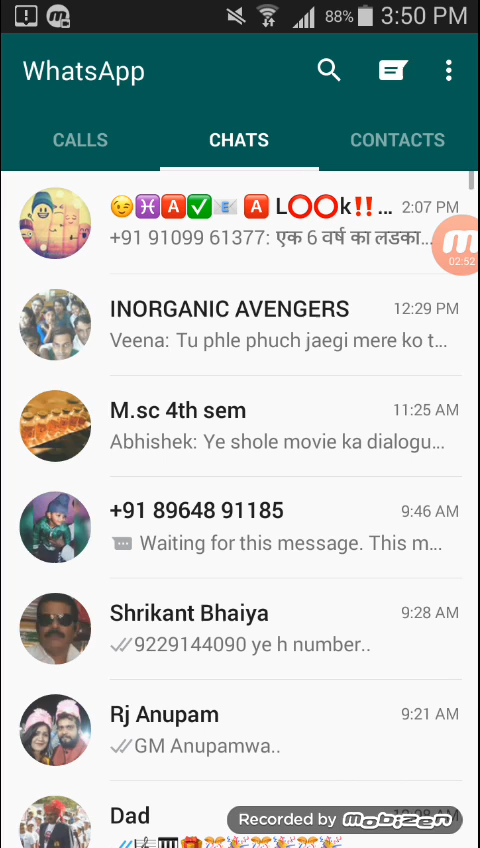 88% 3:50 PM
WhatsApp
CALLS CHATS CONTACTS
😉♓🅰✅📧 🅰 L⭕⭕k‼️... 2:07 PM
+91 91099 61377: एक 6 वर्ष का लडका...
02:52
INORGANIC AVENGERS 12:29 PM
Veena: Tu phle phuch jaegi mere ko t...
M.sc 4th sem 11:25 AM
Abhishek: Ye shole movie ka dialogu...
+91 89648 91185 9:46 AM
Waiting for this message. This m...
Shrikant Bhaiya 9:28 AM
9229144090 ye h number..
Rj Anupam 9:21 AM
GM Anupamwa..
Dad
Recorded by Mobizen
🎼🎹🎁🎊🎉🎊🎉🎊🎉